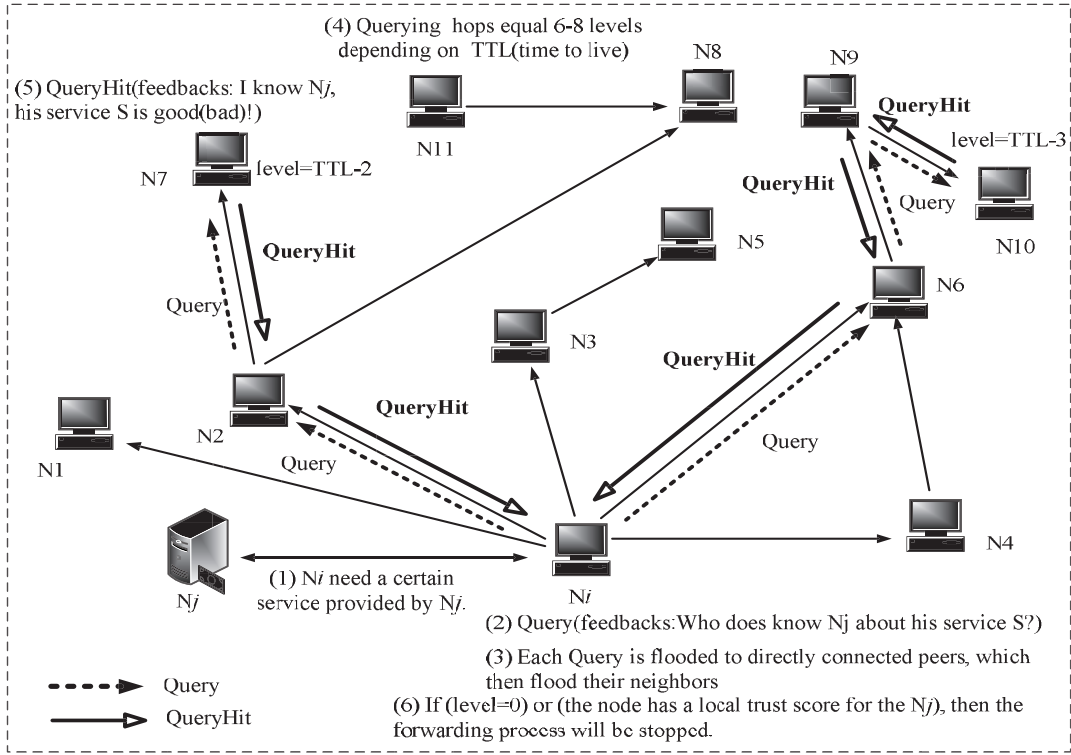 (4) Querying hops equal 6-8 levels
depending on TTL(time to live)
N8
N9
(5) QueryHit(feedbacks: I know Nj,
his service S is good(bad)!)
QueryHit
N11
level=TTL-3
N7
level=TTL-2
QueryHit
Query
N5
N10
QueryHit
N6
Query
N3
QueryHit
QueryHit
N2
Query
Query
N1
N4
Nj
(1) Ni need a certain
service provided by Nj.
Ni
(2) Query(feedbacks:Who does know Nj about his service S?)
(3) Each Query is flooded to directly connected peers, which
then flood their neighbors
Query
QueryHit
(6) If (level=0) or (the node has a local trust score for the Nj), then the
forwarding process will be stopped.